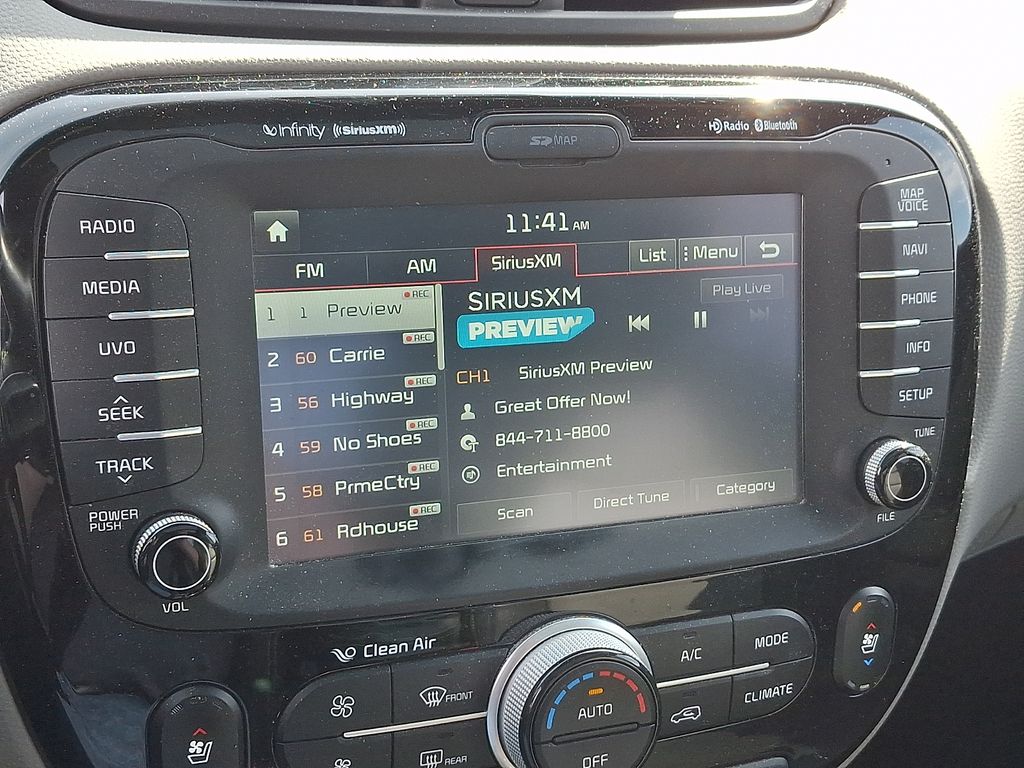 Infinity ((SiriusXM))
SD MAP
HD Radio Bluetooth
RADIO
MEDIA
UVO
SEEK
TRACK
POWER
PUSH
VOL
11:41 AM
FM AM SiriusXM List Menu
1 1 Preview REC
2 60 Carrie REC
3 56 Highway REC
4 59 No Shoes REC
5 58 PrmeCtry REC
6 61 Rdhouse REC
Play Live
SIRIUSXM
PREVIEW
CH1 SiriusXM Preview
Great Offer Now!
844-711-8800
Entertainment
Scan Direct Tune Category
MAP
VOICE
NAVI
PHONE
INFO
SETUP
TUNE
FILE
Clean Air
FRONT
REAR
AUTO
OFF
A/C
MODE
CLIMATE